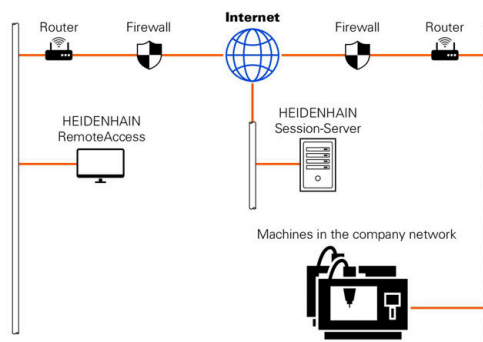 Internet
Router
Firewall
Firewall
Router
HEIDENHAIN
RemoteAccess
HEIDENHAIN
Session-Server
Machines in the company network